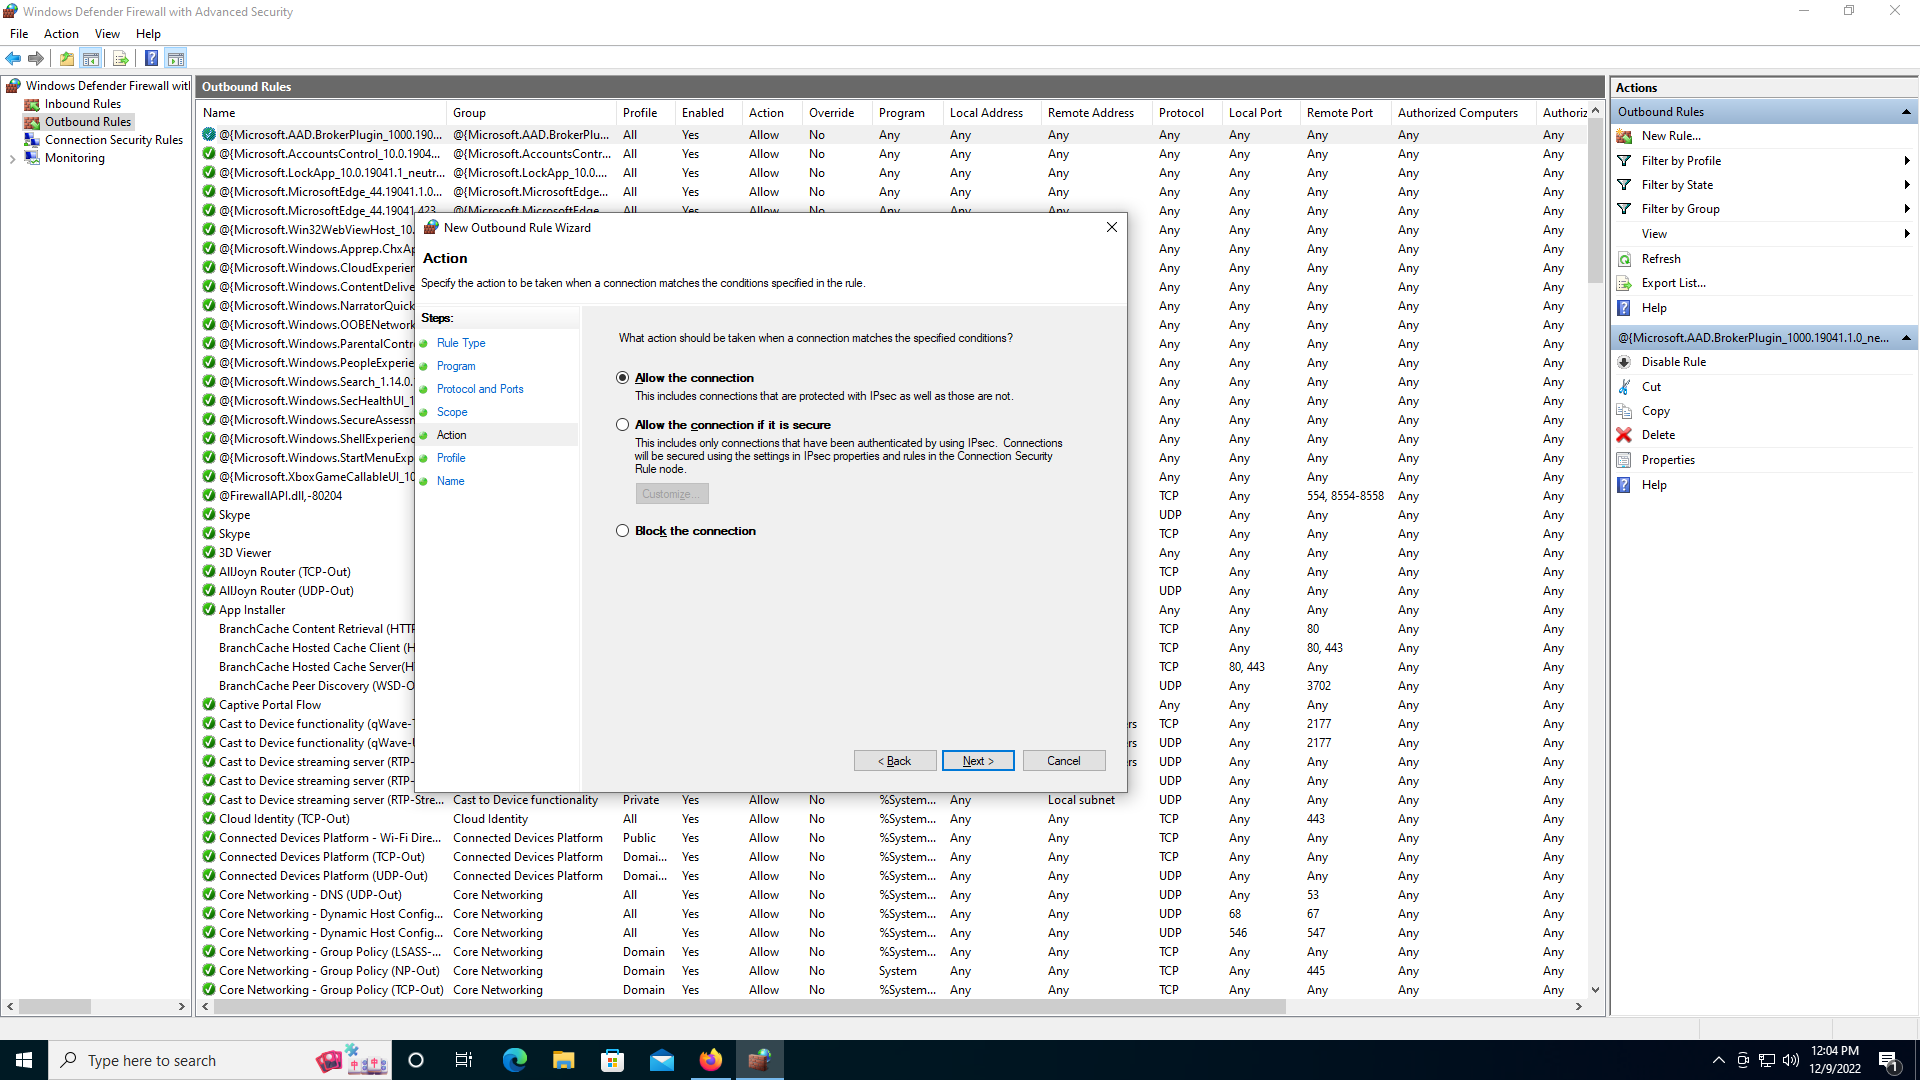 Windows Defender Firewall with Advanced Security
File Action View Help
Windows Defender Firewall witl
Inbound Rules
Outbound Rules
Connection Security Rules
Monitoring
Outbound Rules
Name Group Profile Enabled Action Override Program Local Address Remote Address Protocol Local Port Remote Port Authorized Computers Authoriz
@{Microsoft.AAD.BrokerPlugin_1000.190... @{Microsoft.AAD.BrokerPlu... All Yes Allow No Any Any Any Any Any Any Any Any
@{Microsoft.AccountsControl_10.0.1904... @{Microsoft.AccountsContr... All Yes Allow No Any Any Any Any Any Any Any Any
@{Microsoft.LockApp_10.0.19041.1_neutr... @{Microsoft.LockApp_10.0.... All Yes Allow No Any Any Any Any Any Any Any Any
@{Microsoft.MicrosoftEdge_44.19041.1.0... @{Microsoft.MicrosoftEdge... All Yes Allow No Any Any Any Any Any Any Any Any
@{Microsoft.MicrosoftEdge_44.19041.423 @{Microsoft.MicrosoftEdge All Yes Allow No Any Any Any Any Any Any Any Any
@{Microsoft.Win32WebViewHost_10. Any Any Any Any Any
@{Microsoft.Windows.Apprep.ChxAp Any Any Any Any Any
@{Microsoft.Windows.CloudExperien Any Any Any Any Any
@{Microsoft.Windows.ContentDelive Any Any Any Any Any
@{Microsoft.Windows.NarratorQuick Any Any Any Any Any
@{Microsoft.Windows.OOBENetwork Any Any Any Any Any
@{Microsoft.Windows.ParentalContr Any Any Any Any Any
@{Microsoft.Windows.PeopleExperie Any Any Any Any Any
@{Microsoft.Windows.Search_1.14.0. Any Any Any Any Any
@{Microsoft.Windows.SecHealthUI_1 Any Any Any Any Any
@{Microsoft.Windows.SecureAssessn Any Any Any Any Any
@{Microsoft.Windows.ShellExperienc Any Any Any Any Any
@{Microsoft.Windows.StartMenuExp Any Any Any Any Any
@{Microsoft.XboxGameCallableUI_10 Any Any Any Any Any
@FirewallAPI.dll,-80204 TCP Any 554, 8554-8558 Any Any
Skype UDP Any Any Any Any
Skype TCP Any Any Any Any
3D Viewer Any Any Any Any Any
AllJoyn Router (TCP-Out) TCP Any Any Any Any
AllJoyn Router (UDP-Out) UDP Any Any Any Any
App Installer Any Any Any Any Any
BranchCache Content Retrieval (HTTP TCP Any 80 Any Any
BranchCache Hosted Cache Client (H TCP Any 80, 443 Any Any
BranchCache Hosted Cache Server(H TCP 80, 443 Any Any Any
BranchCache Peer Discovery (WSD-O UDP Any 3702 Any Any
Captive Portal Flow Any Any Any Any Any
Cast to Device functionality (qWave-T ers TCP Any 2177 Any Any
Cast to Device functionality (qWave-U ers UDP Any 2177 Any Any
Cast to Device streaming server (RTP- ers UDP Any Any Any Any
Cast to Device streaming server (RTP- UDP Any Any Any Any
Cast to Device streaming server (RTP-Stre... Cast to Device functionality Private Yes Allow No %System... Any Local subnet UDP Any Any Any Any
Cloud Identity (TCP-Out) Cloud Identity All Yes Allow No %System... Any Any TCP Any 443 Any Any
Connected Devices Platform - Wi-Fi Dire... Connected Devices Platform Public Yes Allow No %System... Any Any TCP Any Any Any Any
Connected Devices Platform (TCP-Out) Connected Devices Platform Domai... Yes Allow No %System... Any Any TCP Any Any Any Any
Connected Devices Platform (UDP-Out) Connected Devices Platform Domai... Yes Allow No %System... Any Any UDP Any Any Any Any
Core Networking - DNS (UDP-Out) Core Networking All Yes Allow No %System... Any Any UDP Any 53 Any Any
Core Networking - Dynamic Host Config... Core Networking All Yes Allow No %System... Any Any UDP 68 67 Any Any
Core Networking - Dynamic Host Config... Core Networking All Yes Allow No %System... Any Any UDP 546 547 Any Any
Core Networking - Group Policy (LSASS-... Core Networking Domain Yes Allow No %System... Any Any TCP Any Any Any Any
Core Networking - Group Policy (NP-Out) Core Networking Domain Yes Allow No System Any Any TCP Any 445 Any Any
Core Networking - Group Policy (TCP-Out) Core Networking Domain Yes Allow No %System... Any Any TCP Any Any Any Any
New Outbound Rule Wizard
Action
Specify the action to be taken when a connection matches the conditions specified in the rule.
Steps:
Rule Type
Program
Protocol and Ports
Scope
Action
Profile
Name
What action should be taken when a connection matches the specified conditions?
Allow the connection
This includes connections that are protected with IPsec as well as those are not.
Allow the connection if it is secure
This includes only connections that have been authenticated by using IPsec. Connections
will be secured using the settings in IPsec properties and rules in the Connection Security
Rule node.
Customize...
Block the connection
< Back Next > Cancel
Actions
Outbound Rules
New Rule...
Filter by Profile
Filter by State
Filter by Group
View
Refresh
Export List...
Help
@{Microsoft.AAD.BrokerPlugin_1000.19041.1.0_ne...
Disable Rule
Cut
Copy
Delete
Properties
Help
Type here to search
12:04 PM
12/9/2022
1